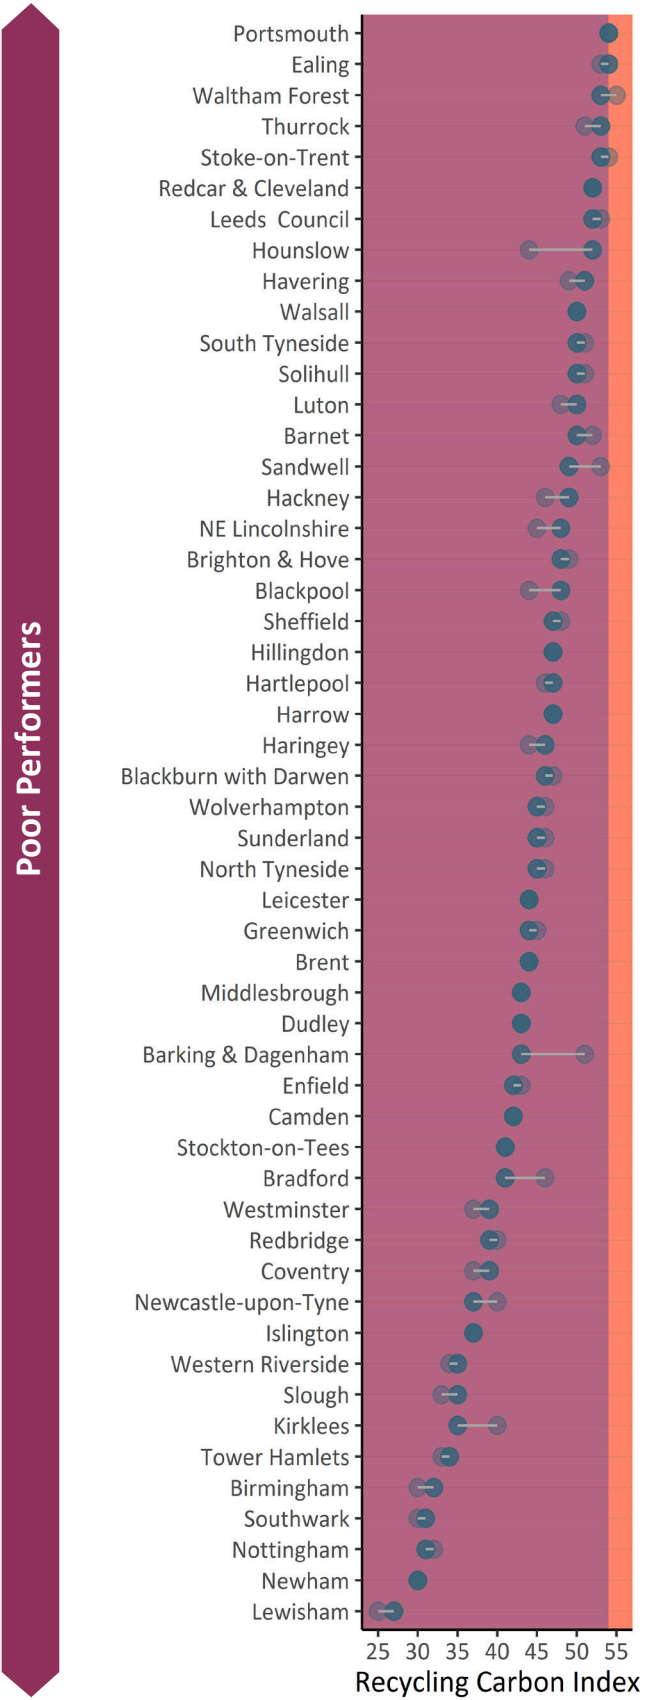 Poor Performers
Portsmouth
Ealing
Waltham Forest
Thurrock
Stoke-on-Trent
Redcar & Cleveland
Leeds  Council
Hounslow
Havering
Walsall
South Tyneside
Solihull
Luton
Barnet
Sandwell
Hackney
NE Lincolnshire
Brighton & Hove
Blackpool
Sheffield
Hillingdon
Hartlepool
Harrow
Haringey
Blackburn with Darwen
Wolverhampton
Sunderland
North Tyneside
Leicester
Greenwich
Brent
Middlesbrough
Dudley
Barking & Dagenham
Enfield
Camden
Stockton-on-Tees
Bradford
Westminster
Redbridge
Coventry
Newcastle-upon-Tyne
Islington
Western Riverside
Slough
Kirklees
Tower Hamlets
Birmingham
Southwark
Nottingham
Newham
Lewisham
25 30 35 40 45 50 55
Recycling Carbon Index